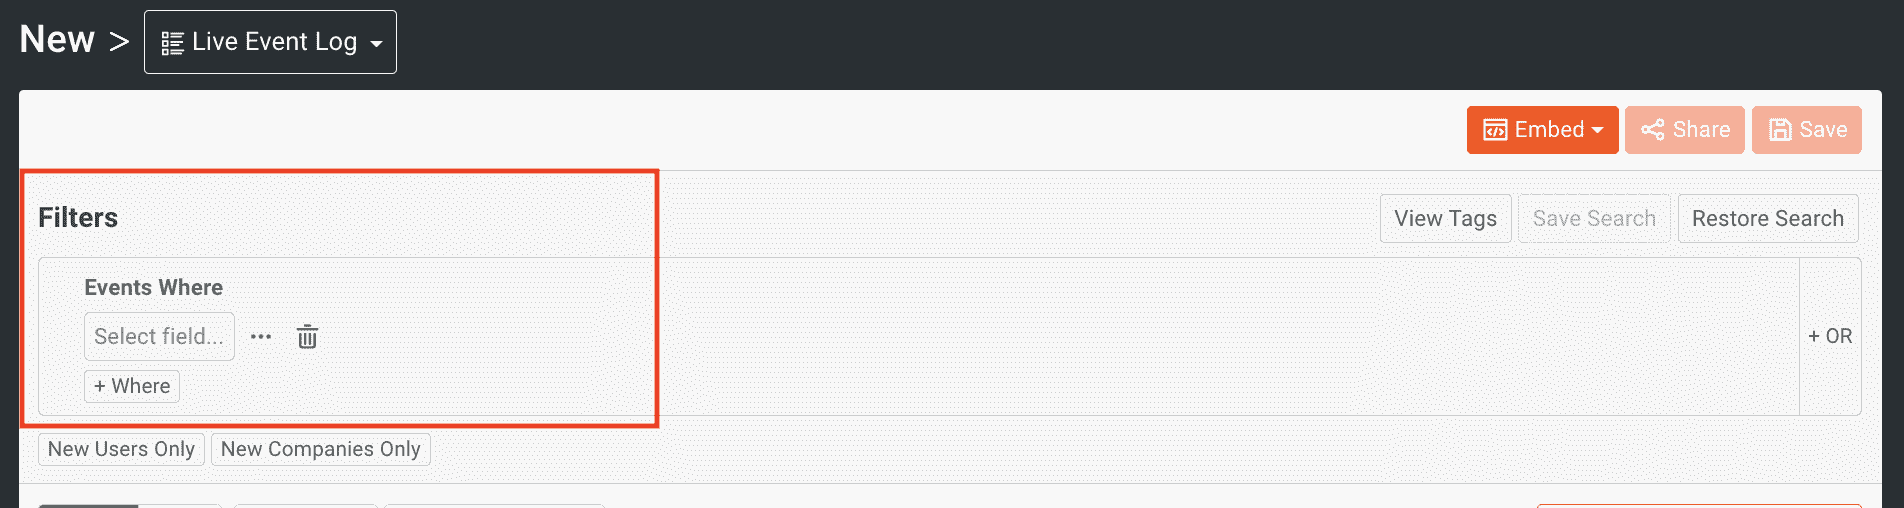 New > Live Event Log
Embed Share Save
Filters
View Tags Save Search Restore Search
Events Where
Select field...
+ OR
+ Where
New Users Only New Companies Only